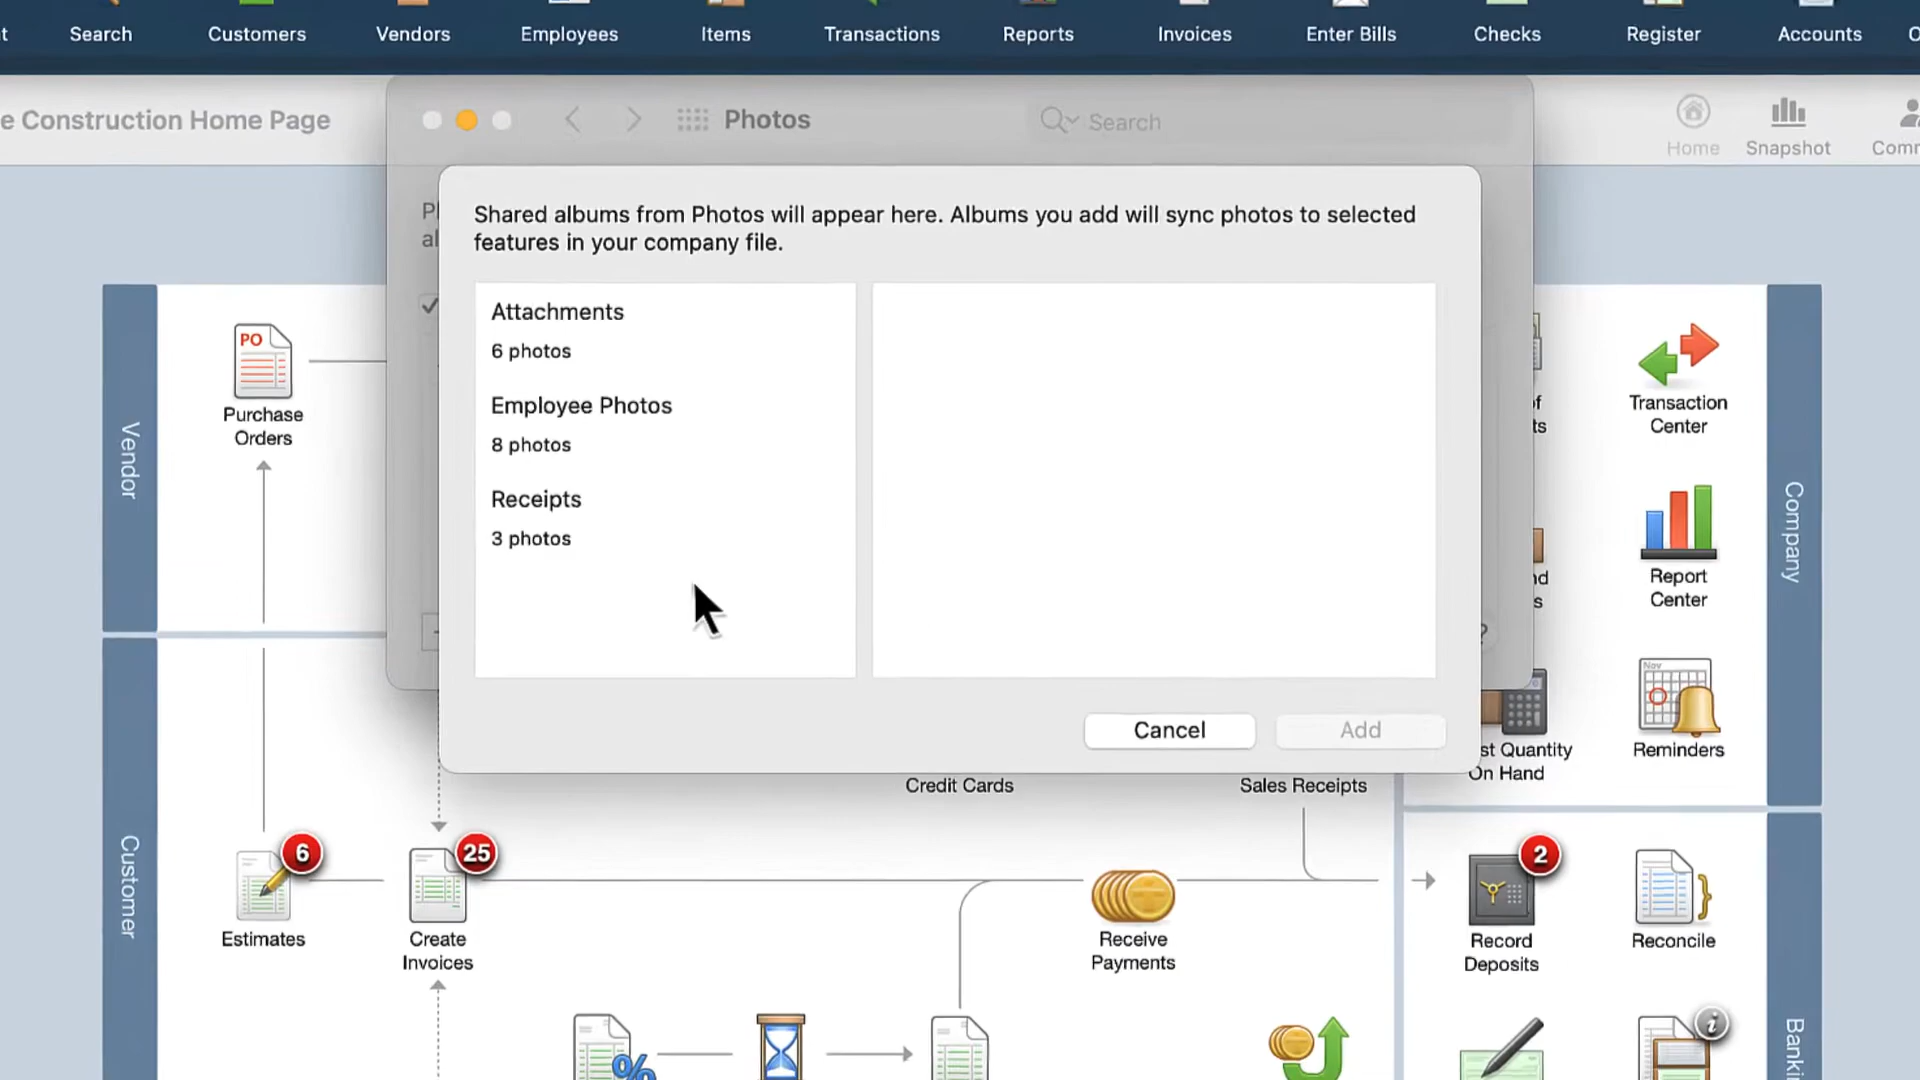 Search
Customers
Vendors
Employees
Items
Transactions
Reports
Invoices
Enter Bills
Checks
Register
Accounts
e Construction Home Page
Photos
Search
Home
Snapshot
Shared albums from Photos will appear here. Albums you add will sync photos to selected
features in your company file.
Attachments
6 photos
Employee Photos
8 photos
Receipts
3 photos
Cancel
Add
Vendor
PO
Purchase
Orders
Transaction
Center
Report
Center
Company
st Quantity
On Hand
Nov
Reminders
Credit Cards
Sales Receipts
Customer
6
Estimates
25
Create
Invoices
Receive
Payments
2
Record
Deposits
Reconcile
%